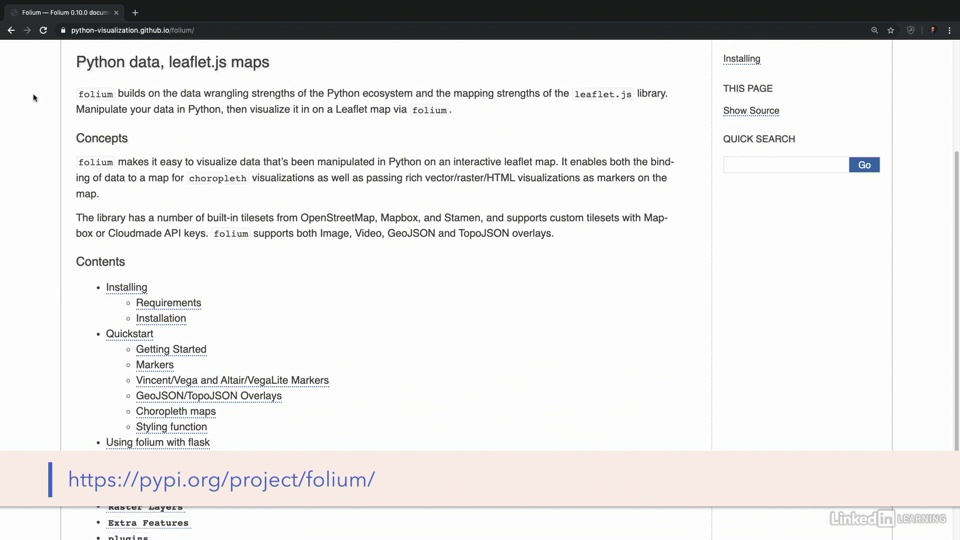 Folium — Folium 0.10.0 docum
python-visualization.github.io/folium/
Python data, leaflet.js maps
folium builds on the data wrangling strengths of the Python ecosystem and the mapping strengths of the leaflet.js library.
Manipulate your data in Python, then visualize it in on a Leaflet map via folium.
Concepts
folium makes it easy to visualize data that's been manipulated in Python on an interactive leaflet map. It enables both the bind-
ing of data to a map for choropleth visualizations as well as passing rich vector/raster/HTML visualizations as markers on the
map.
The library has a number of built-in tilesets from OpenStreetMap, Mapbox, and Stamen, and supports custom tilesets with Map-
box or Cloudmade API keys. folium supports both Image, Video, GeoJSON and TopoJSON overlays.
Contents
Installing
Requirements
Installation
Quickstart
Getting Started
Markers
Vincent/Vega and Altair/VegaLite Markers
GeoJSON/TopoJSON Overlays
Choropleth maps
Styling function
Using folium with flask
Raster Layers
Extra Features
plugins
Installing
THIS PAGE
Show Source
QUICK SEARCH
Go
https://pypi.org/project/folium/
Linked in LEARNING